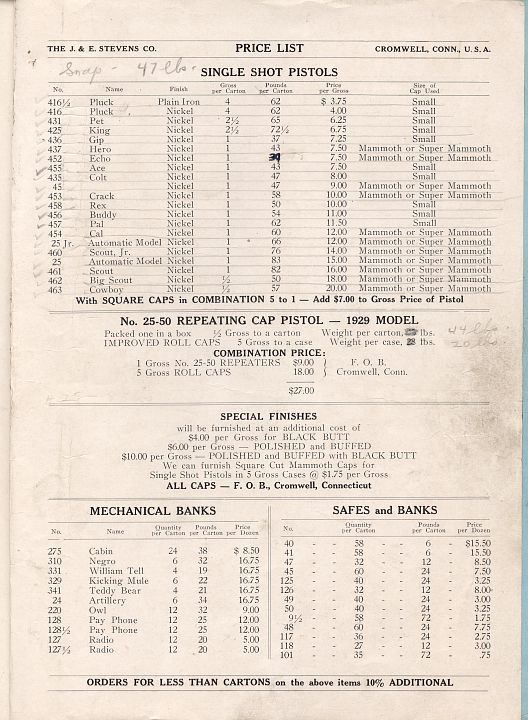 THE J. & E. STEVENS CO. PRICE LIST CROMWELL, CONN., U. S. A.
Snap - 47 lbs.
SINGLE SHOT PISTOLS
No. Name Finish Gross per Carton Pounds per Carton Price per Gross Size of Cap Used
416½ Pluck Plain Iron 4 62 $ 3.75 Small
416 Pluck Nickel 4 62 4.00 Small
431 Pet Nickel 2½ 65 6.25 Small
425 King Nickel 2½ 72½ 6.75 Small
436 Gip Nickel 1 37 7.25 Small
437 Hero Nickel 1 43 7.50 Mammoth or Super Mammoth
452 Echo Nickel 1 7.50 Mammoth or Super Mammoth
455 Ace Nickel 1 43 7.50 Small
435 Colt Nickel 1 47 8.00 Small
45 Nickel 1 47 9.00 Mammoth or Super Mammoth
453 Crack Nickel 1 58 10.00 Mammoth or Super Mammoth
458 Rex Nickel 1 50 10.00 Small
456 Buddy Nickel 1 54 11.00 Small
457 Pal Nickel 1 62 11.50 Small
454 Cal Nickel 1 60 12.00 Mammoth or Super Mammoth
25 Jr. Automatic Model Nickel 1 66 12.00 Mammoth or Super Mammoth
460 Scout, Jr. Nickel 1 76 14.00 Mammoth or Super Mammoth
25 Automatic Model Nickel 1 83 15.00 Mammoth or Super Mammoth
461 Scout Nickel 1 82 16.00 Mammoth or Super Mammoth
462 Big Scout Nickel ½ 50 18.00 Mammoth or Super Mammoth
463 Cowboy Nickel ½ 57 20.00 Mammoth or Super Mammoth
With SQUARE CAPS in COMBINATION 5 to 1 — Add $7.00 to Gross Price of Pistol
No. 25-50 REPEATING CAP PISTOL — 1929 MODEL
Packed one in a box ½ Gross to a carton Weight per carton, lbs. 44 lbs.
IMPROVED ROLL CAPS 5 Gross to a case Weight per case, lbs. 20 lbs.
COMBINATION PRICE:
1 Gross No. 25-50 REPEATERS $9.00 } F. O. B.
5 Gross ROLL CAPS 18.00 } Cromwell, Conn.
$27.00
SPECIAL FINISHES
will be furnished at an additional cost of
$4.00 per Gross for BLACK BUTT
$6.00 per Gross — POLISHED and BUFFED
$10.00 per Gross — POLISHED and BUFFED with BLACK BUTT
We can furnish Square Cut Mammoth Caps for
Single Shot Pistols in 5 Gross Cases @ $1.75 per Gross
ALL CAPS — F. O. B., Cromwell, Connecticut
MECHANICAL BANKS
No. Name Quantity per Carton Pounds per Carton Price per Dozen
275 Cabin 24 38 $ 8.50
310 Negro 6 32 16.75
331 William Tell 4 19 16.75
329 Kicking Mule 6 22 16.75
341 Teddy Bear 4 21 16.75
24 Artillery 6 34 16.75
220 Owl 12 32 9.00
128 Pay Phone 12 25 12.00
128½ Pay Phone 12 25 12.00
127 Radio 12 20 5.00
127½ Radio 12 20 5.00
SAFES and BANKS
No. Quantity per Carton Pounds per Carton Price per Dozen
40 - - 58 - - 6 - $15.50
41 - - 58 - - 6 - 15.50
47 - - 32 - - 12 - 8.50
45 - - 60 - - 24 - 7.50
125 - - 40 - - 24 - 3.25
126 - - 32 - - 12 - 8.00
49 - - 40 - - 24 - 3.00
50 - - 40 - - 24 - 3.25
9½ - - 58 - - 72 - 1.75
48 - - 60 - - 24 - 7.75
117 - - 36 - - 24 - 2.75
118 - - 27 - - 12 - 3.00
101 - - 35 - - 72 - .75
ORDERS FOR LESS THAN CARTONS on the above items 10% ADDITIONAL